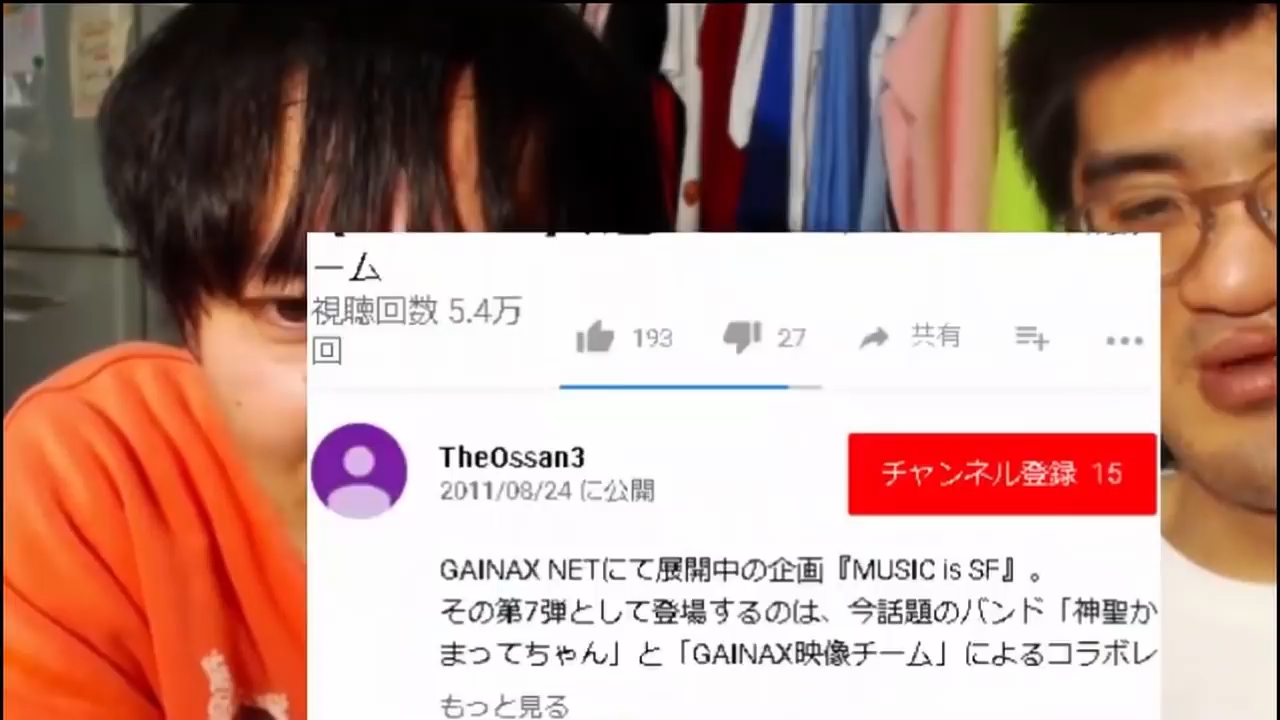 ーム
視聴回数 5.4万
回
193
27
共有
TheOssan3
2011/08/24 に公開
チャンネル登録 15
GAINAX NETにて展開中の企画『MUSIC is SF』。
その第7弾として登場するのは、今話題のバンド「神聖か
まってちゃん」と「GAINAX映像チーム」によるコラボレ
もっと見る